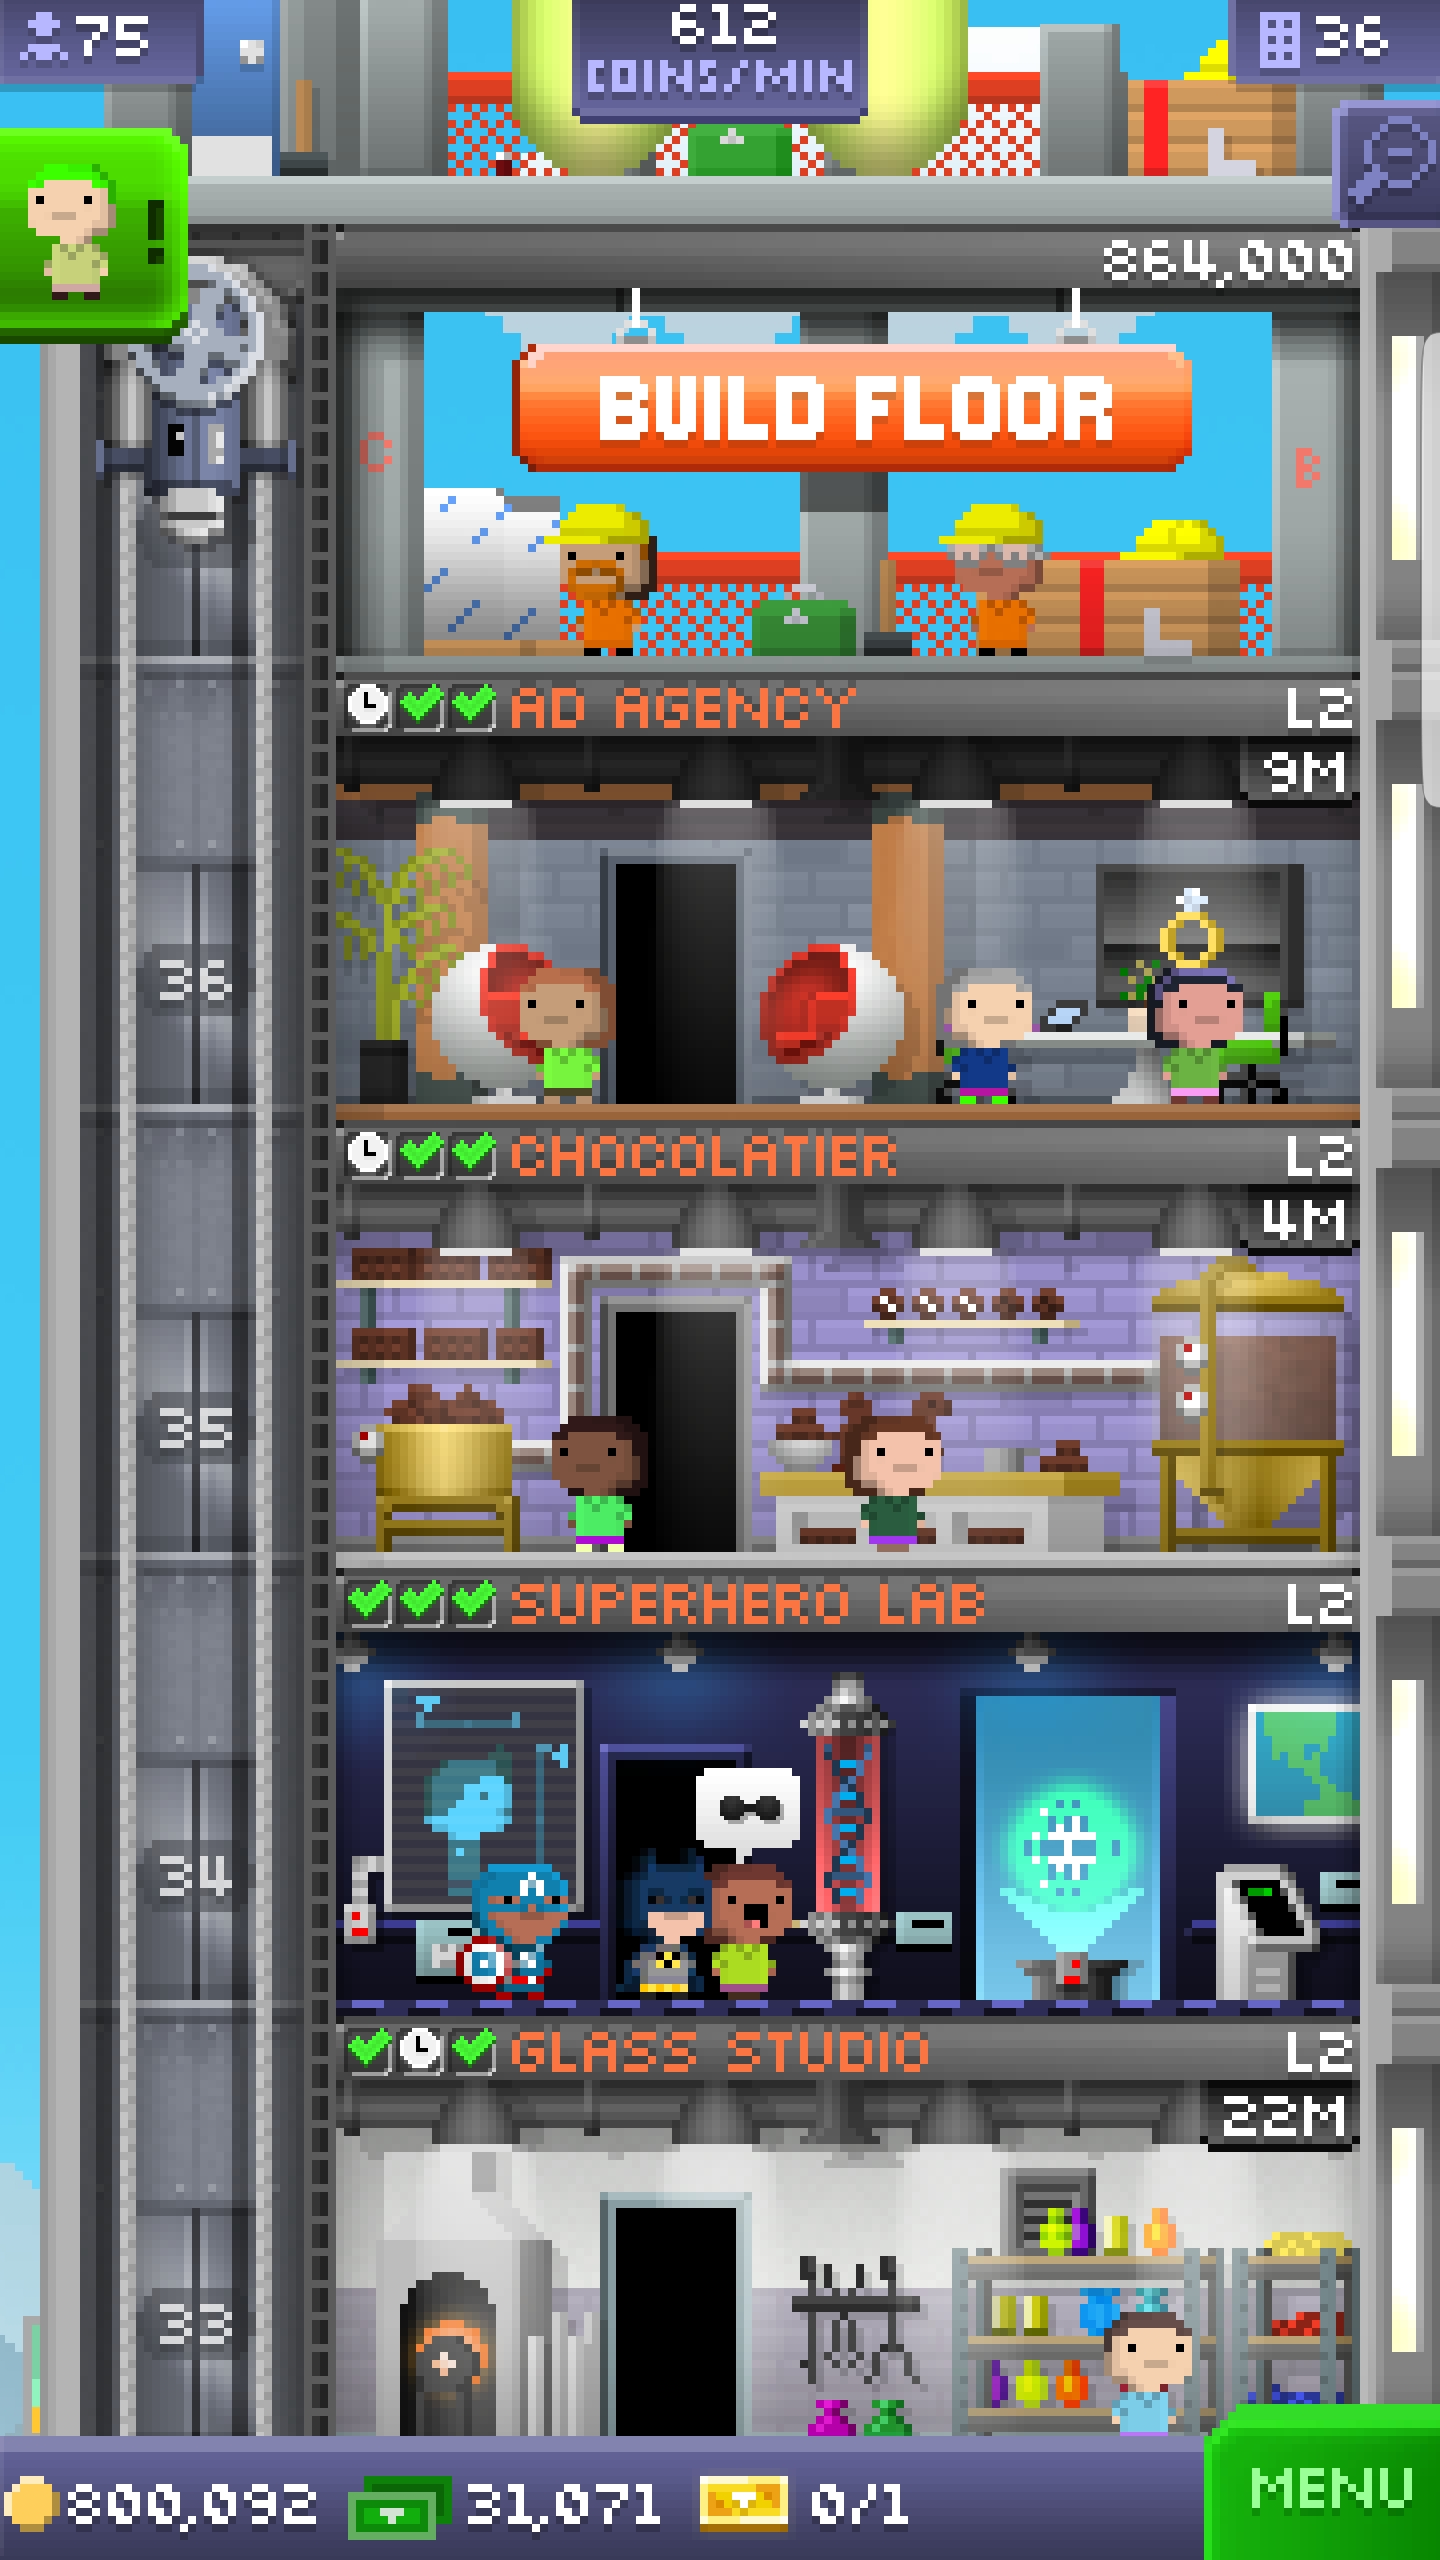 75
612
COINS/MIN
36
!
864,000
BUILD FLOOR
C
B
AD AGENCY L2
9M
36
CHOCOLATIER L2
4M
35
SUPERHERO LAB L2
A
34
GLASS STUDIO L2
22M
33
800,092 31,071 0/1
MENU